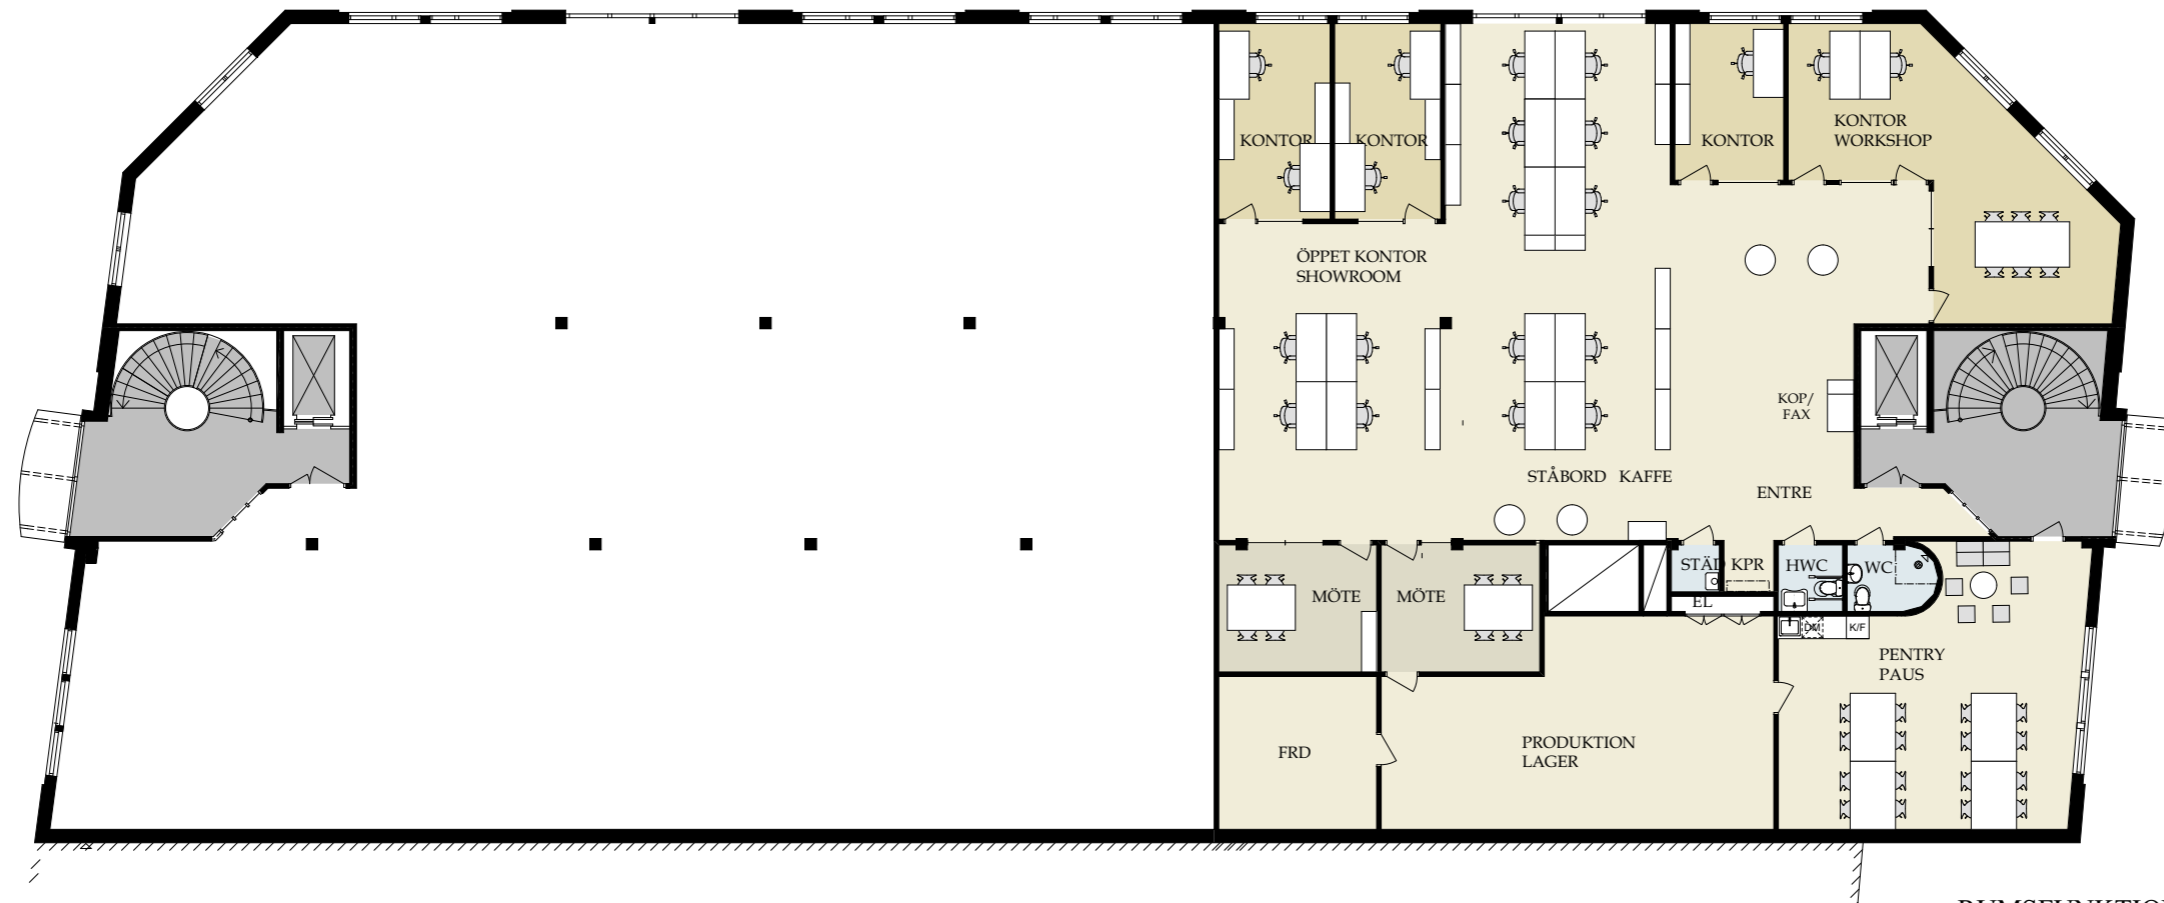 KONTOR
KONTOR
KONTOR
KONTOR
WORKSHOP
ÖPPET KONTOR
SHOWROOM
KOP/
FAX
STÅBORD KAFFE
ENTRE
MÖTE
MÖTE
STÄD
KPR
HWC
WC
EL
DM
K/F
PENTRY
PAUS
FRD
PRODUKTION
LAGER